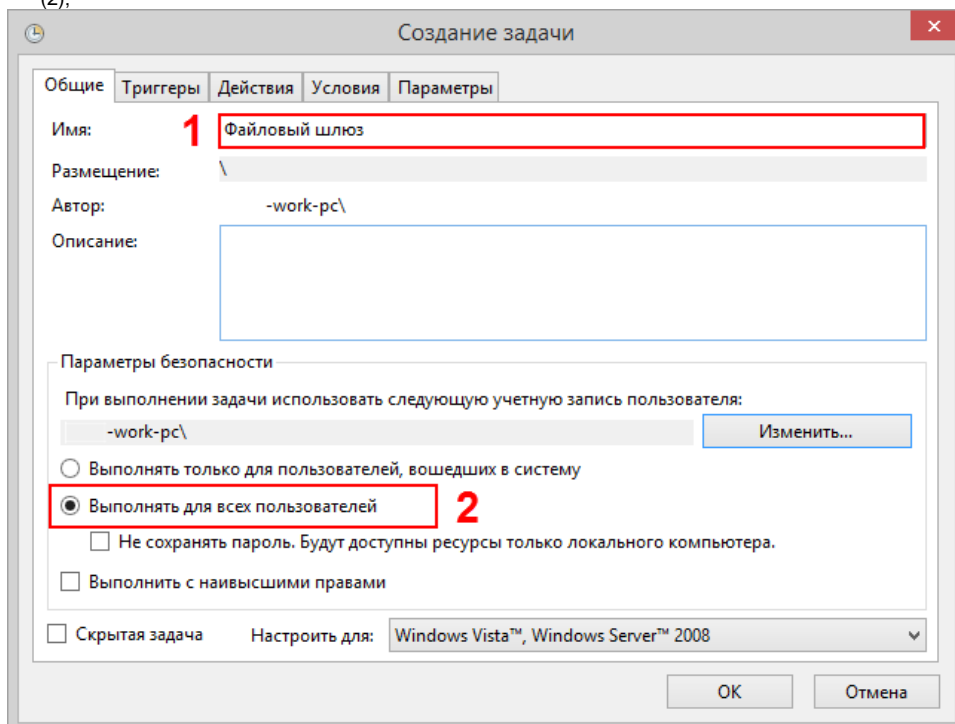 (2);
Создание задачи
Общие Триггеры Действия Условия Параметры
Имя: 1 Файловый шлюз
Размещение: \
Автор: -work-pc\
Описание:
Параметры безопасности
При выполнении задачи использовать следующую учетную запись пользователя:
-work-pc\ Изменить...
Выполнять только для пользователей, вошедших в систему
Выполнять для всех пользователей 2
Не сохранять пароль. Будут доступны ресурсы только локального компьютера.
Выполнить с наивысшими правами
Скрытая задача Настроить для: Windows Vista™, Windows Server™ 2008
OK Отмена